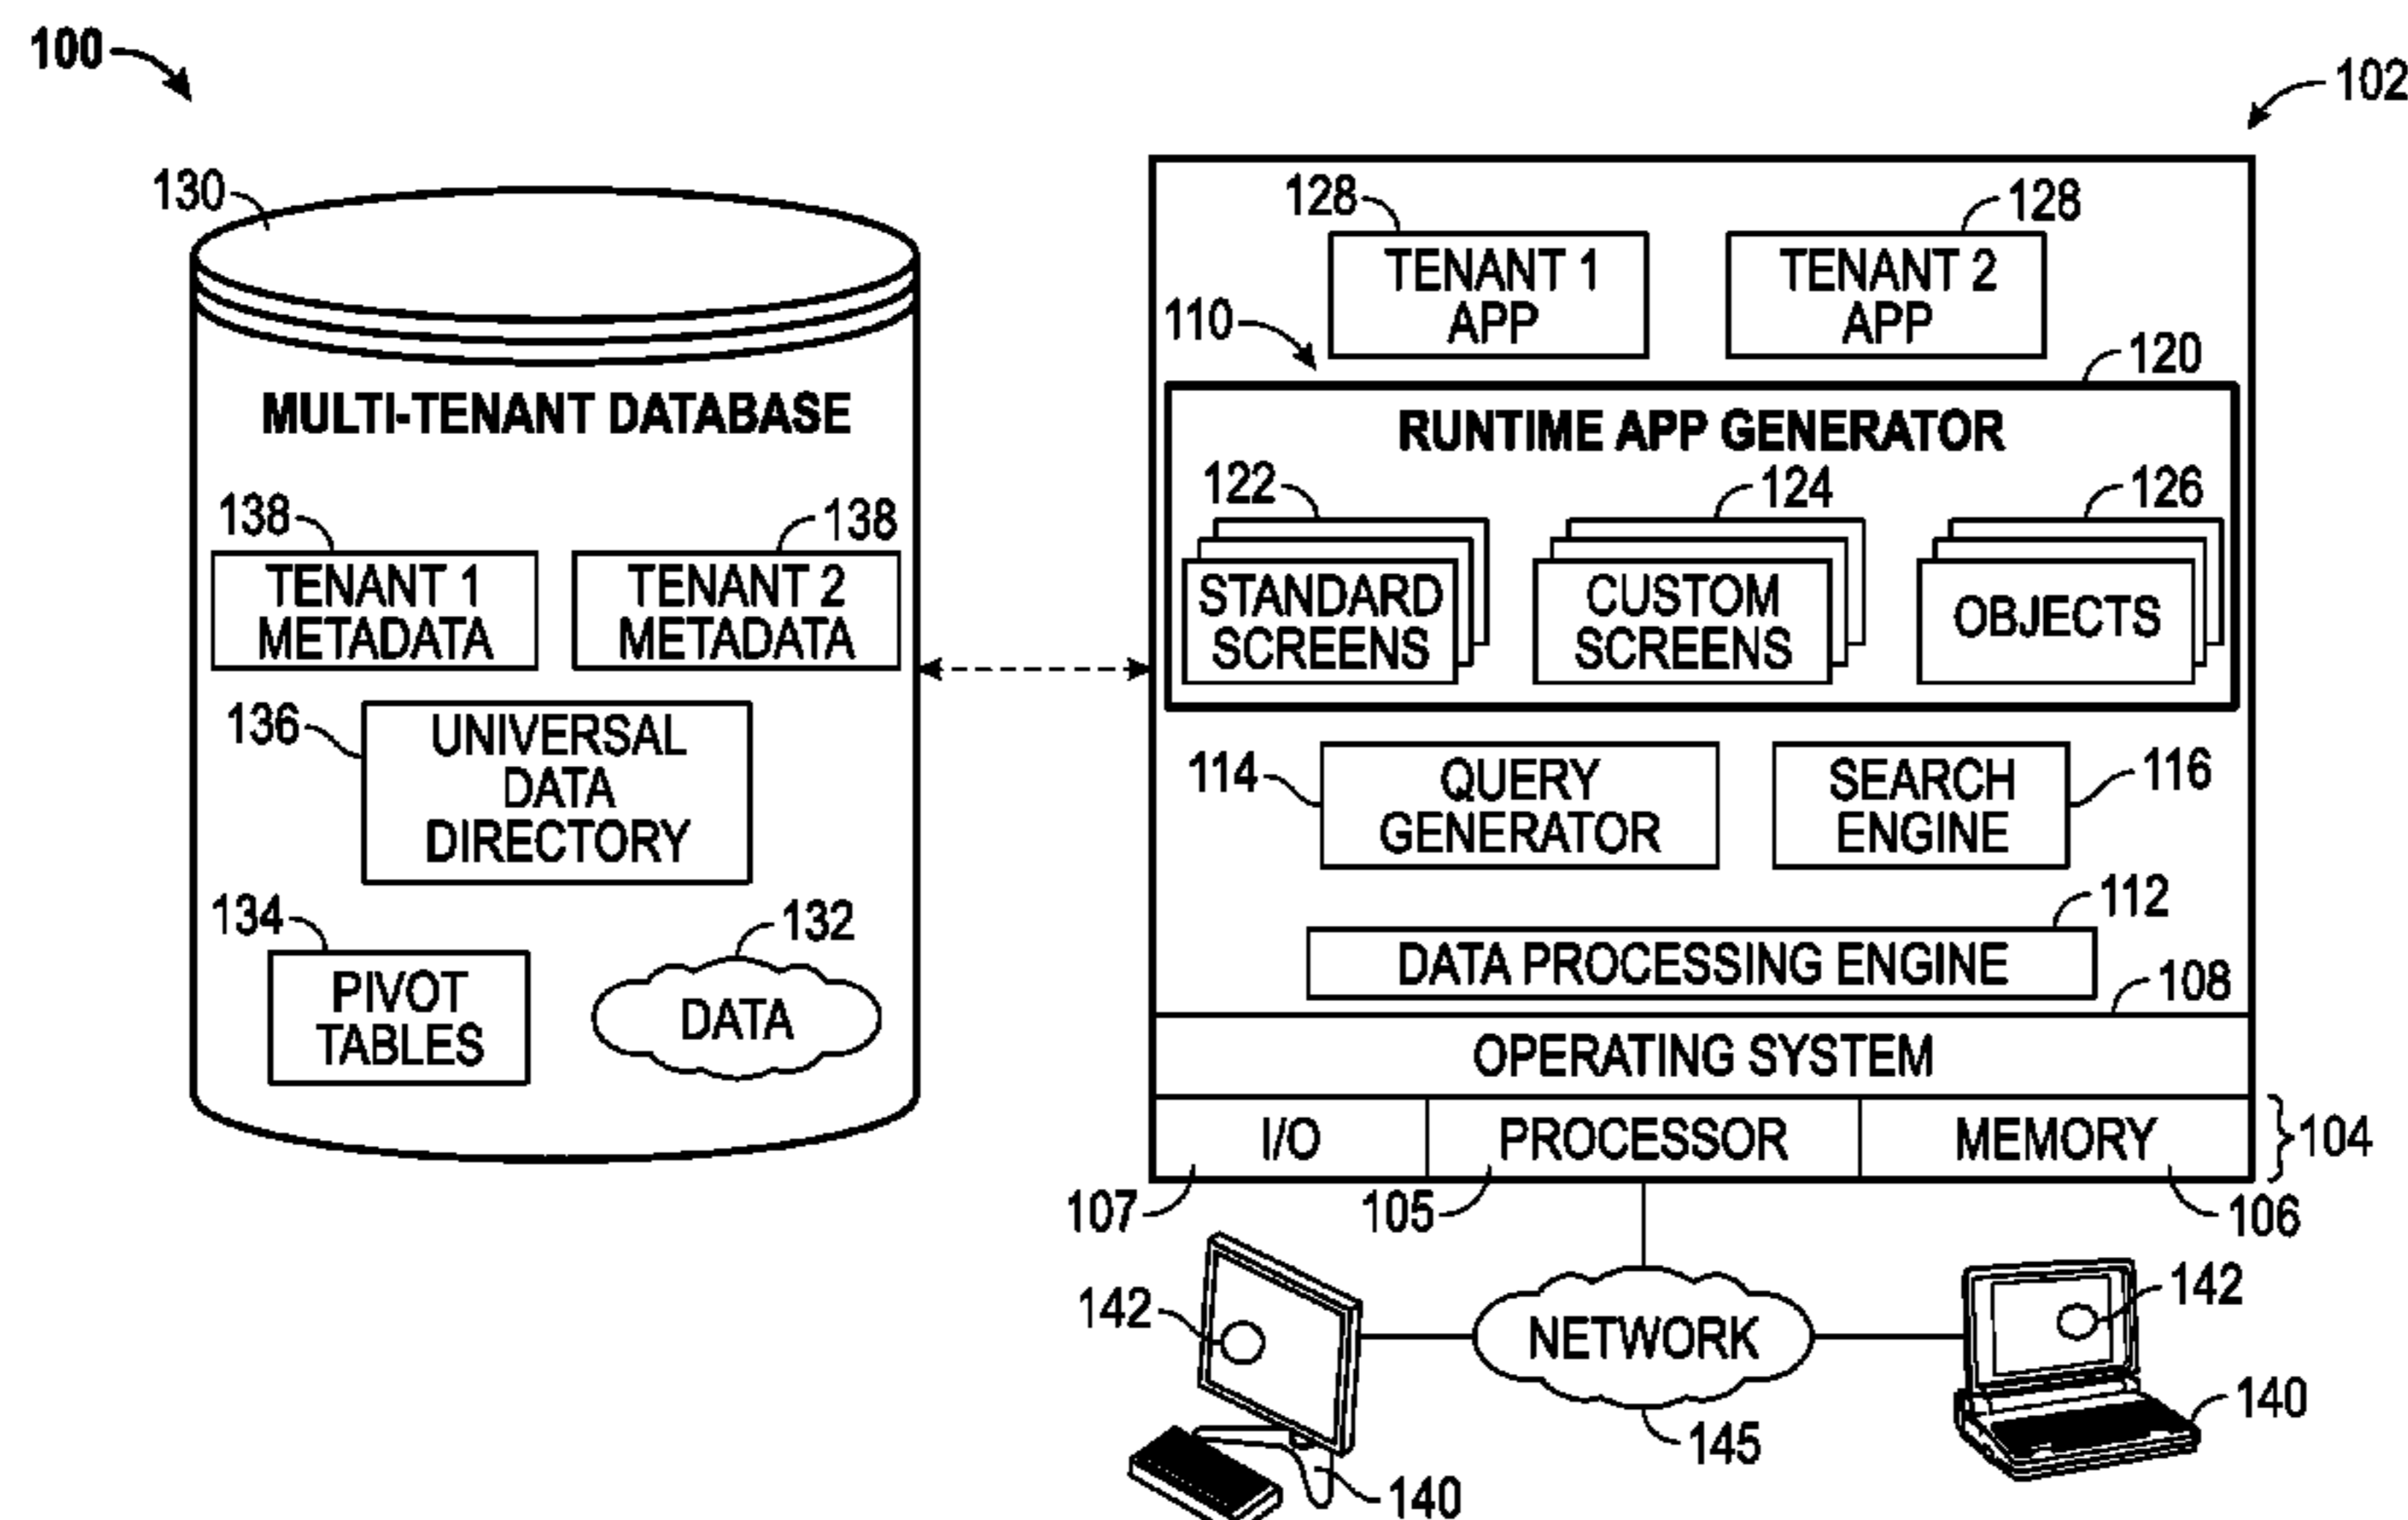 100
102
130
MULTI-TENANT DATABASE
138
138
TENANT 1
METADATA
TENANT 2
METADATA
136
UNIVERSAL
DATA
DIRECTORY
134
PIVOT
TABLES
132
DATA
128
128
TENANT 1
APP
TENANT 2
APP
110
120
RUNTIME APP GENERATOR
122
124
126
STANDARD
SCREENS
CUSTOM
SCREENS
OBJECTS
114
QUERY
GENERATOR
SEARCH
ENGINE
116
112
DATA PROCESSING ENGINE
108
OPERATING SYSTEM
I/O
PROCESSOR
MEMORY
104
107
105
106
142
NETWORK
142
145
140
140